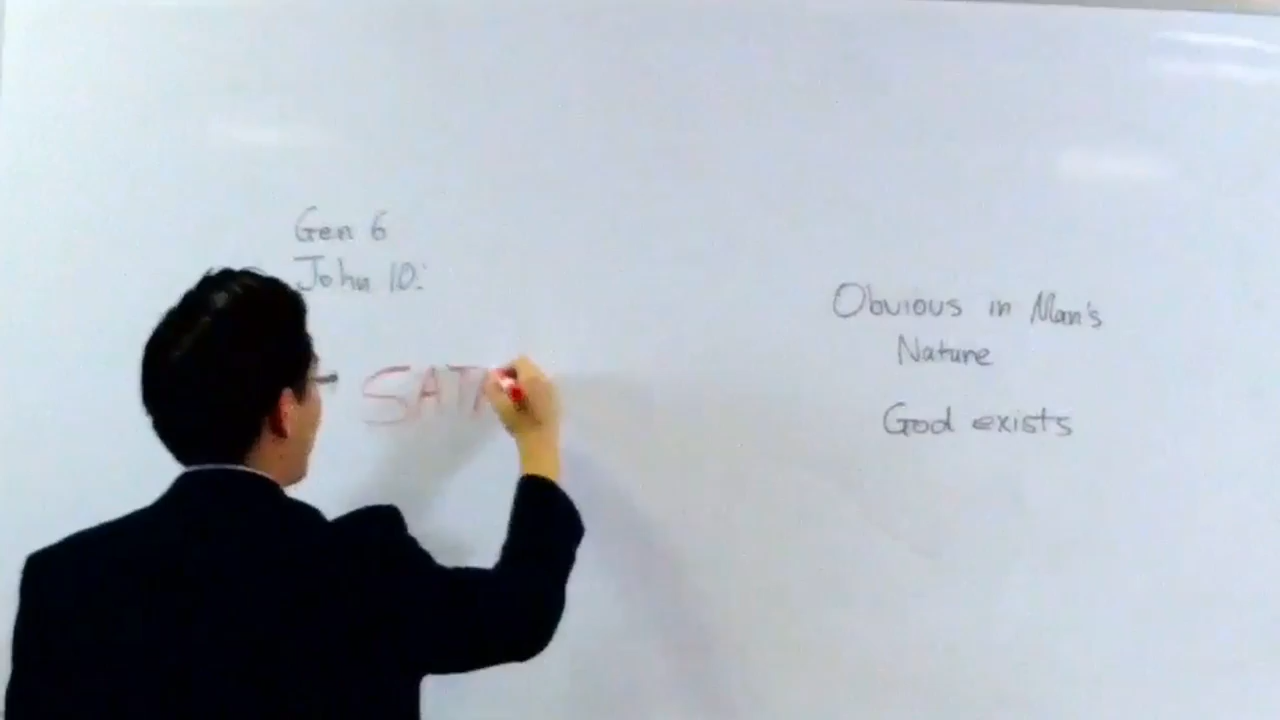 Gen 6
John 10:
SATA
Obvious in Man's
Nature
God exists